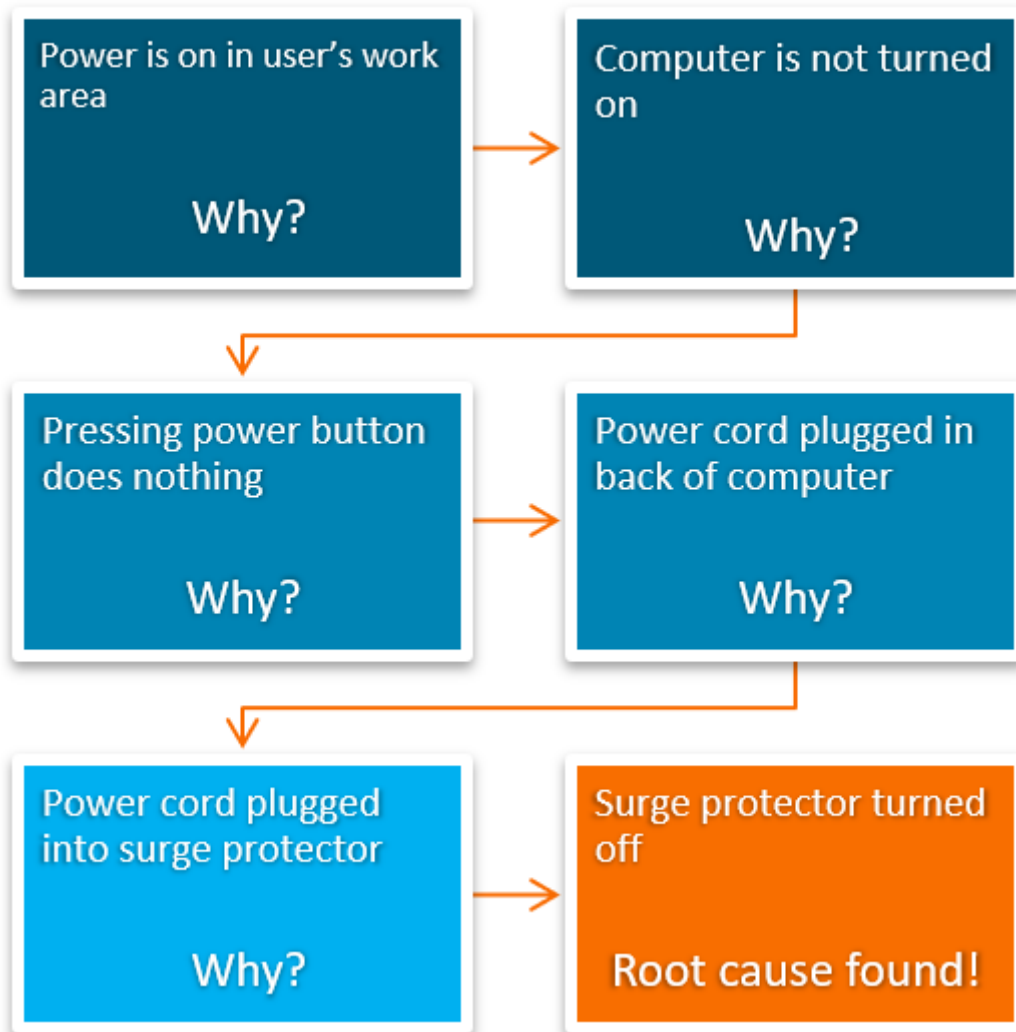 Power is on in user’s work
area
Why?
Computer is not turned
on
Why?
Pressing power button
does nothing
Why?
Power cord plugged in
back of computer
Why?
Power cord plugged
into surge protector
Why?
Surge protector turned
off
Root cause found!